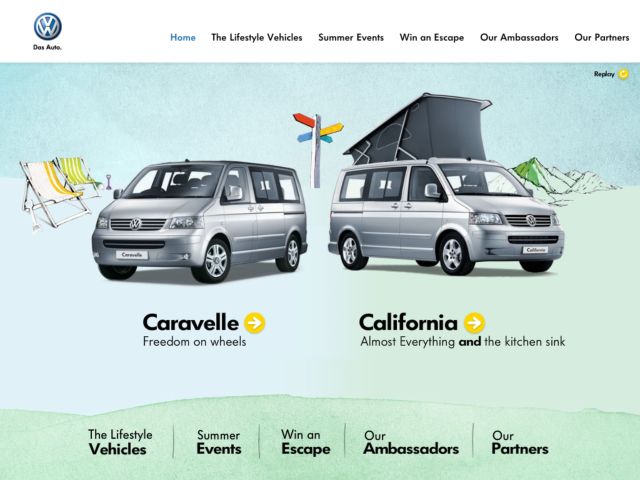 Das Auto.
Home The Lifestyle Vehicles Summer Events Win an Escape Our Ambassadors Our Partners
Replay
Caravelle
California
Caravelle
Freedom on wheels
California
Almost Everything and the kitchen sink
The Lifestyle
Vehicles
Summer
Events
Win an
Escape
Our
Ambassadors
Our
Partners